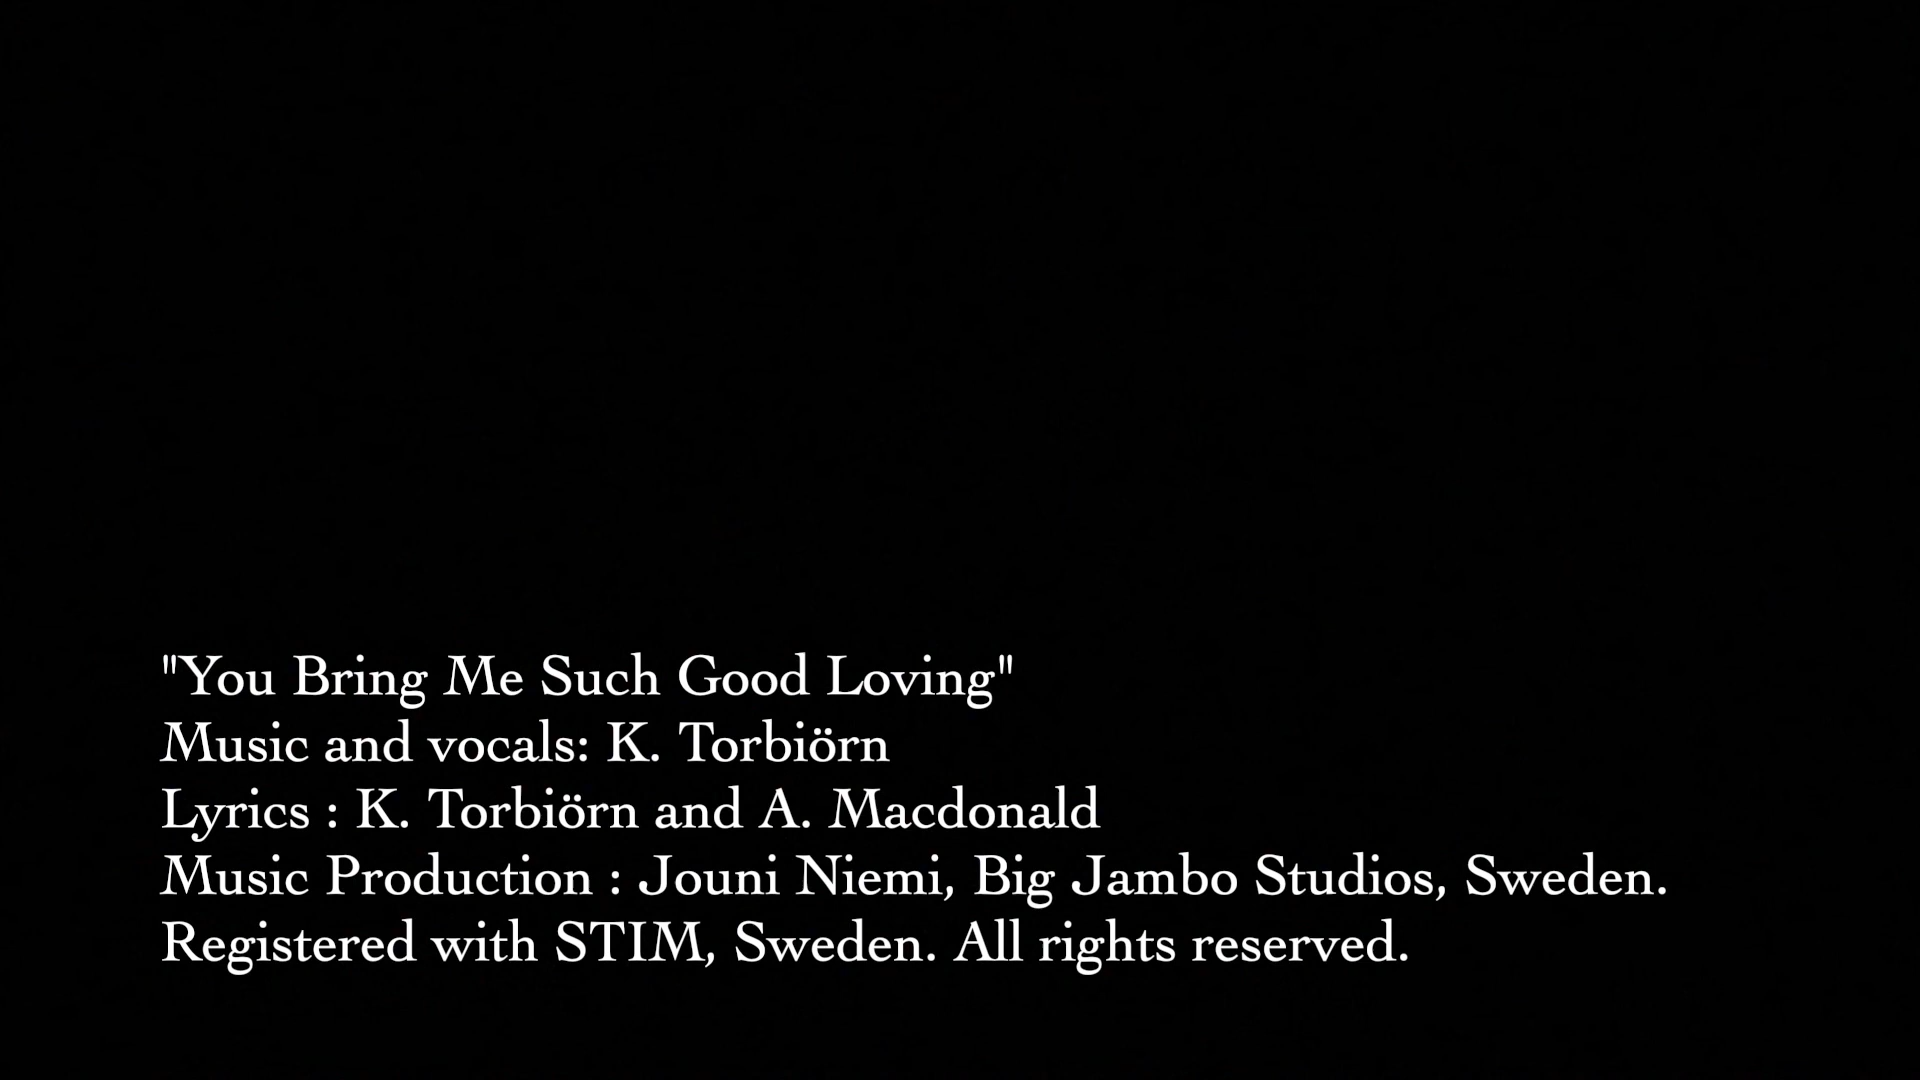 "You Bring Me Such Good Loving"
Music and vocals: K. Torbiörn
Lyrics : K. Torbiörn and A. Macdonald
Music Production : Jouni Niemi, Big Jambo Studios, Sweden.
Registered with STIM, Sweden. All rights reserved.